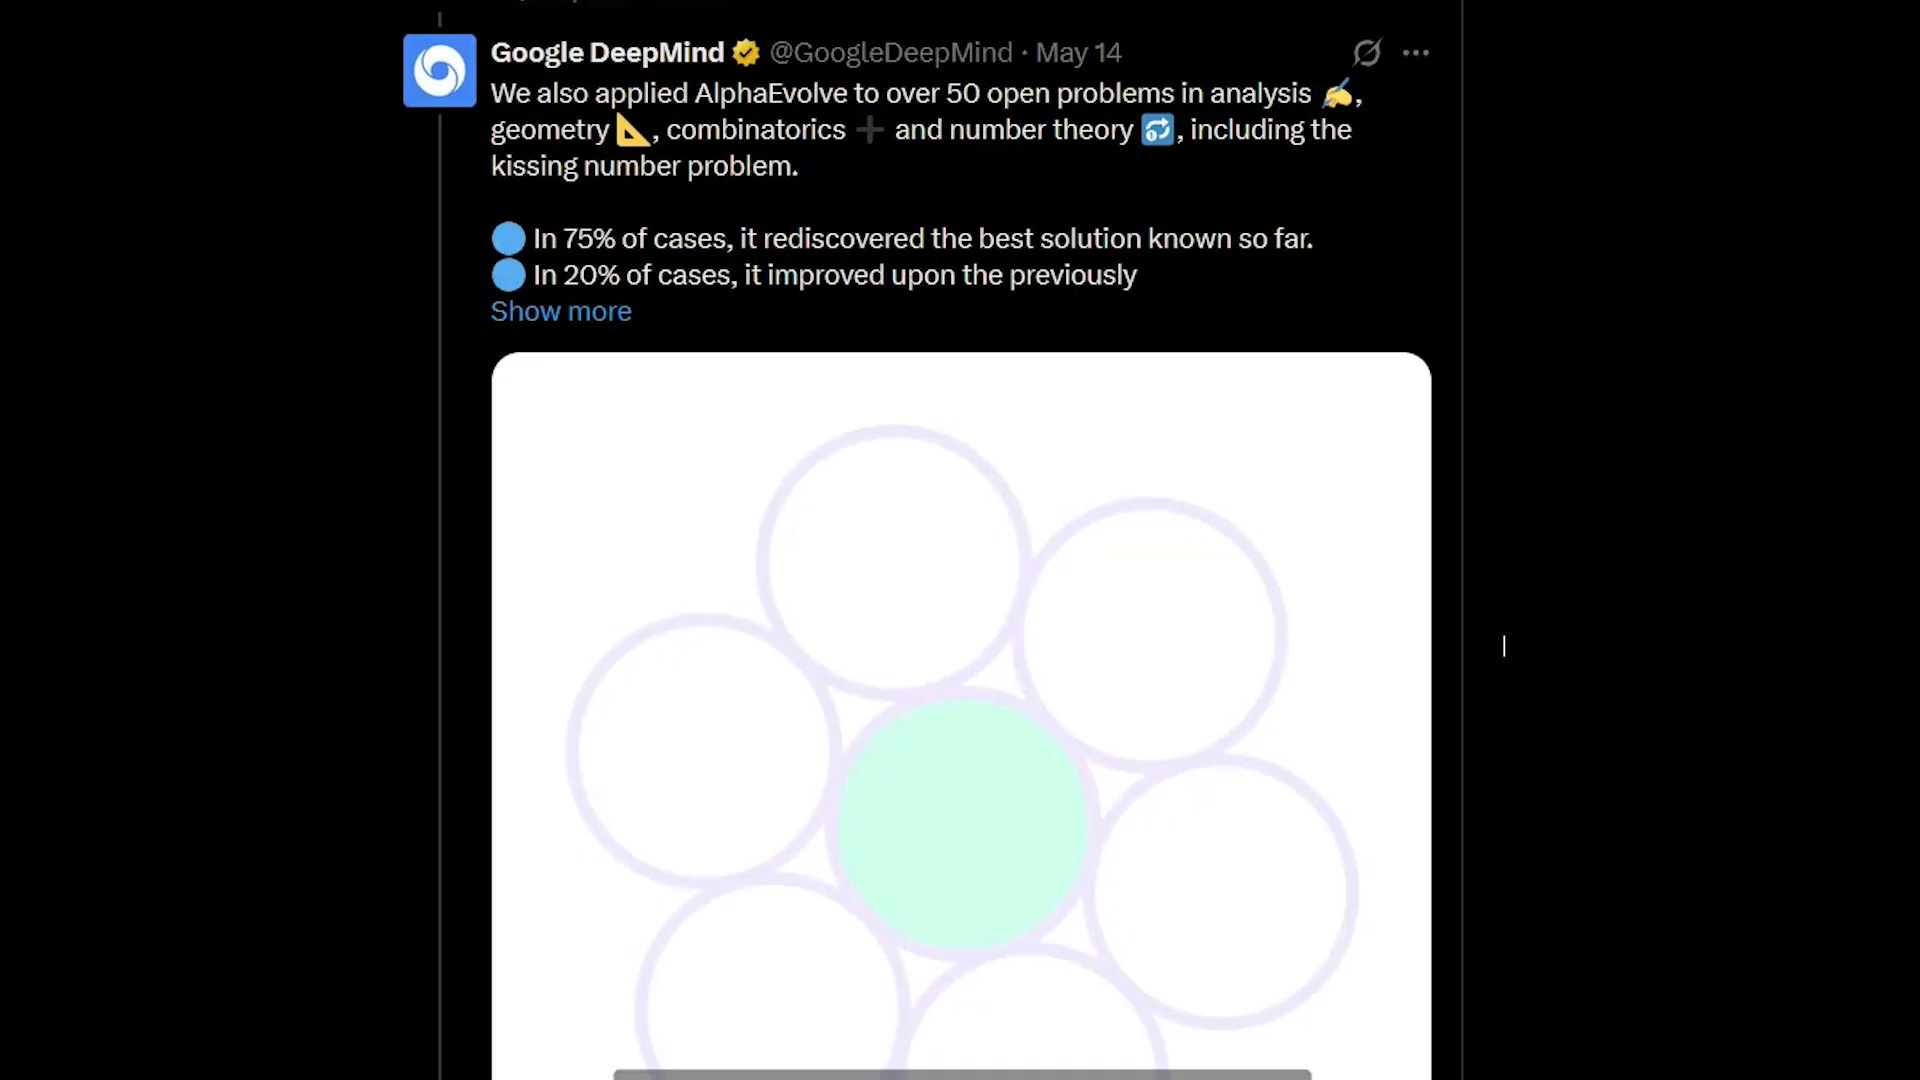 Google DeepMind @GoogleDeepMind · May 14
We also applied AlphaEvolve to over 50 open problems in analysis ✍️,
geometry 📐, combinatorics ➕ and number theory 🔂, including the
kissing number problem.
🔵 In 75% of cases, it rediscovered the best solution known so far.
🔵 In 20% of cases, it improved upon the previously
Show more